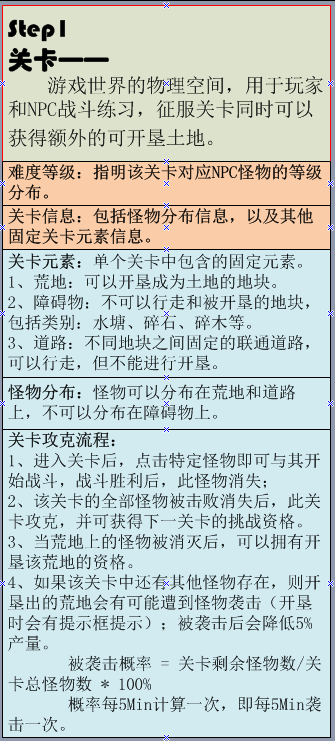 Step1
关卡——
游戏世界的物理空间，用于玩家
和NPC战斗练习，征服关卡同时可以
获得额外的可开垦土地。
难度等级：指明该关卡对应NPC怪物的等级
分布。
关卡信息：包括怪物分布信息，以及其他
固定关卡元素信息。
关卡元素：单个关卡中包含的固定元素。
1、荒地：可以开垦成为土地的地块。
2、障碍物：不可以行走和被开垦的地块，
包括类别：水塘、碎石、碎木等。
3、道路：不同地块之间固定的联通道路，
可以行走，但不能进行开垦。
怪物分布：怪物可以分布在荒地和道路
上，不可以分布在障碍物上。
关卡攻克流程：
1、进入关卡后，点击特定怪物即可与其开
始战斗，战斗胜利后，此怪物消失；
2、该关卡的全部怪物被击败消失后，此关
卡攻克，并可获得下一关卡的挑战资格。
3、当荒地上的怪物被消灭后，可以拥有开
垦该荒地的资格。
4、如果该关卡中还有其他怪物存在，则开
垦出的荒地会有可能遭到怪物袭击（开垦
时会有提示框提示）；被袭击后会降低5%
产量。
被袭击概率 = 关卡剩余怪物数/关
卡总怪物数 * 100%
概率每5Min计算一次，即每5Min袭
击一次。